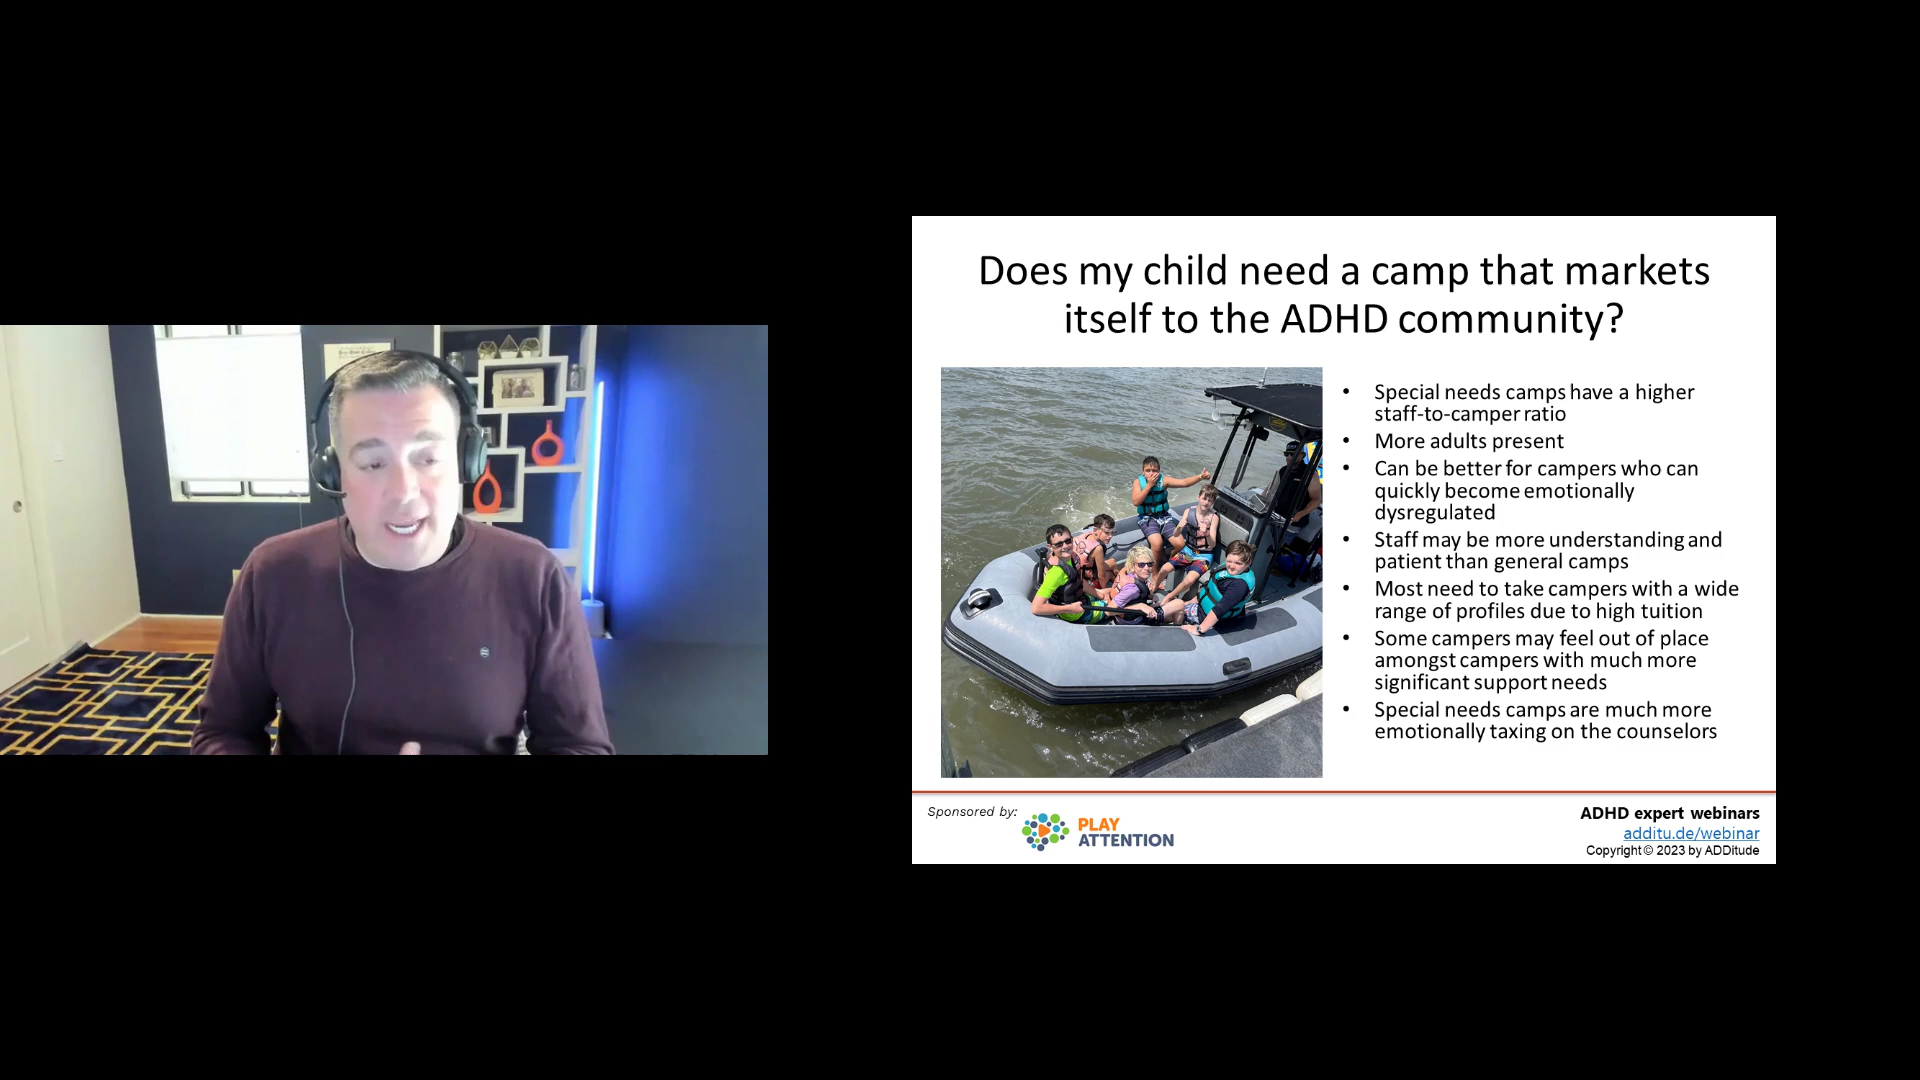 Does my child need a camp that markets
itself to the ADHD community?
• Special needs camps have a higher
staff-to-camper ratio
• More adults present
• Can be better for campers who can
quickly become emotionally
dysregulated
• Staff may be more understanding and
patient than general camps
• Most need to take campers with a wide
range of profiles due to high tuition
• Some campers may feel out of place
amongst campers with much more
significant support needs
• Special needs camps are much more
emotionally taxing on the counselors
Sponsored by:
PLAY
ATTENTION
ADHD expert webinars
additu.de/webinar
Copyright © 2023 by ADDitude